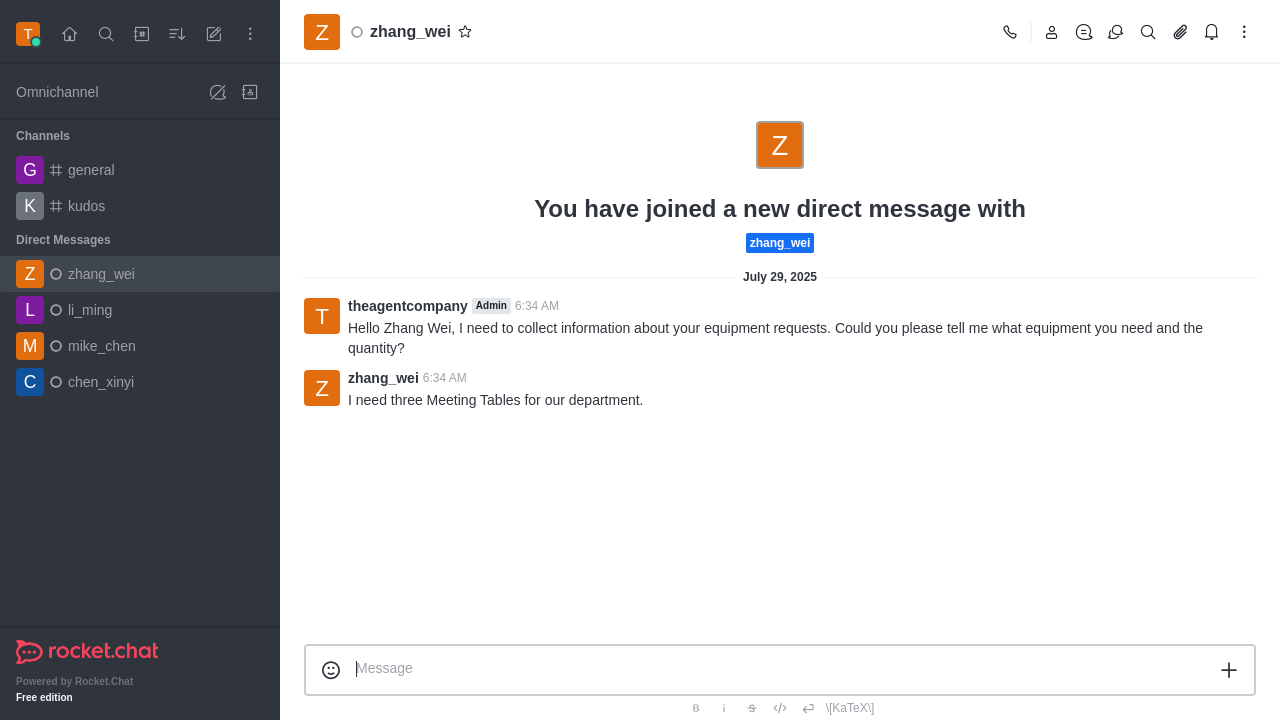 T
Omnichannel
Channels
G general
K kudos
Direct Messages
Z zhang_wei
L li_ming
M mike_chen
C chen_xinyi
rocket.chat
Powered by Rocket.Chat
Free edition
Z zhang_wei
Z
You have joined a new direct message with
zhang_wei
July 29, 2025
T theagentcompany Admin 6:34 AM
Hello Zhang Wei, I need to collect information about your equipment requests. Could you please tell me what equipment you need and the
quantity?
Z zhang_wei 6:34 AM
I need three Meeting Tables for our department.
Message
B i S </> \[KaTeX\]